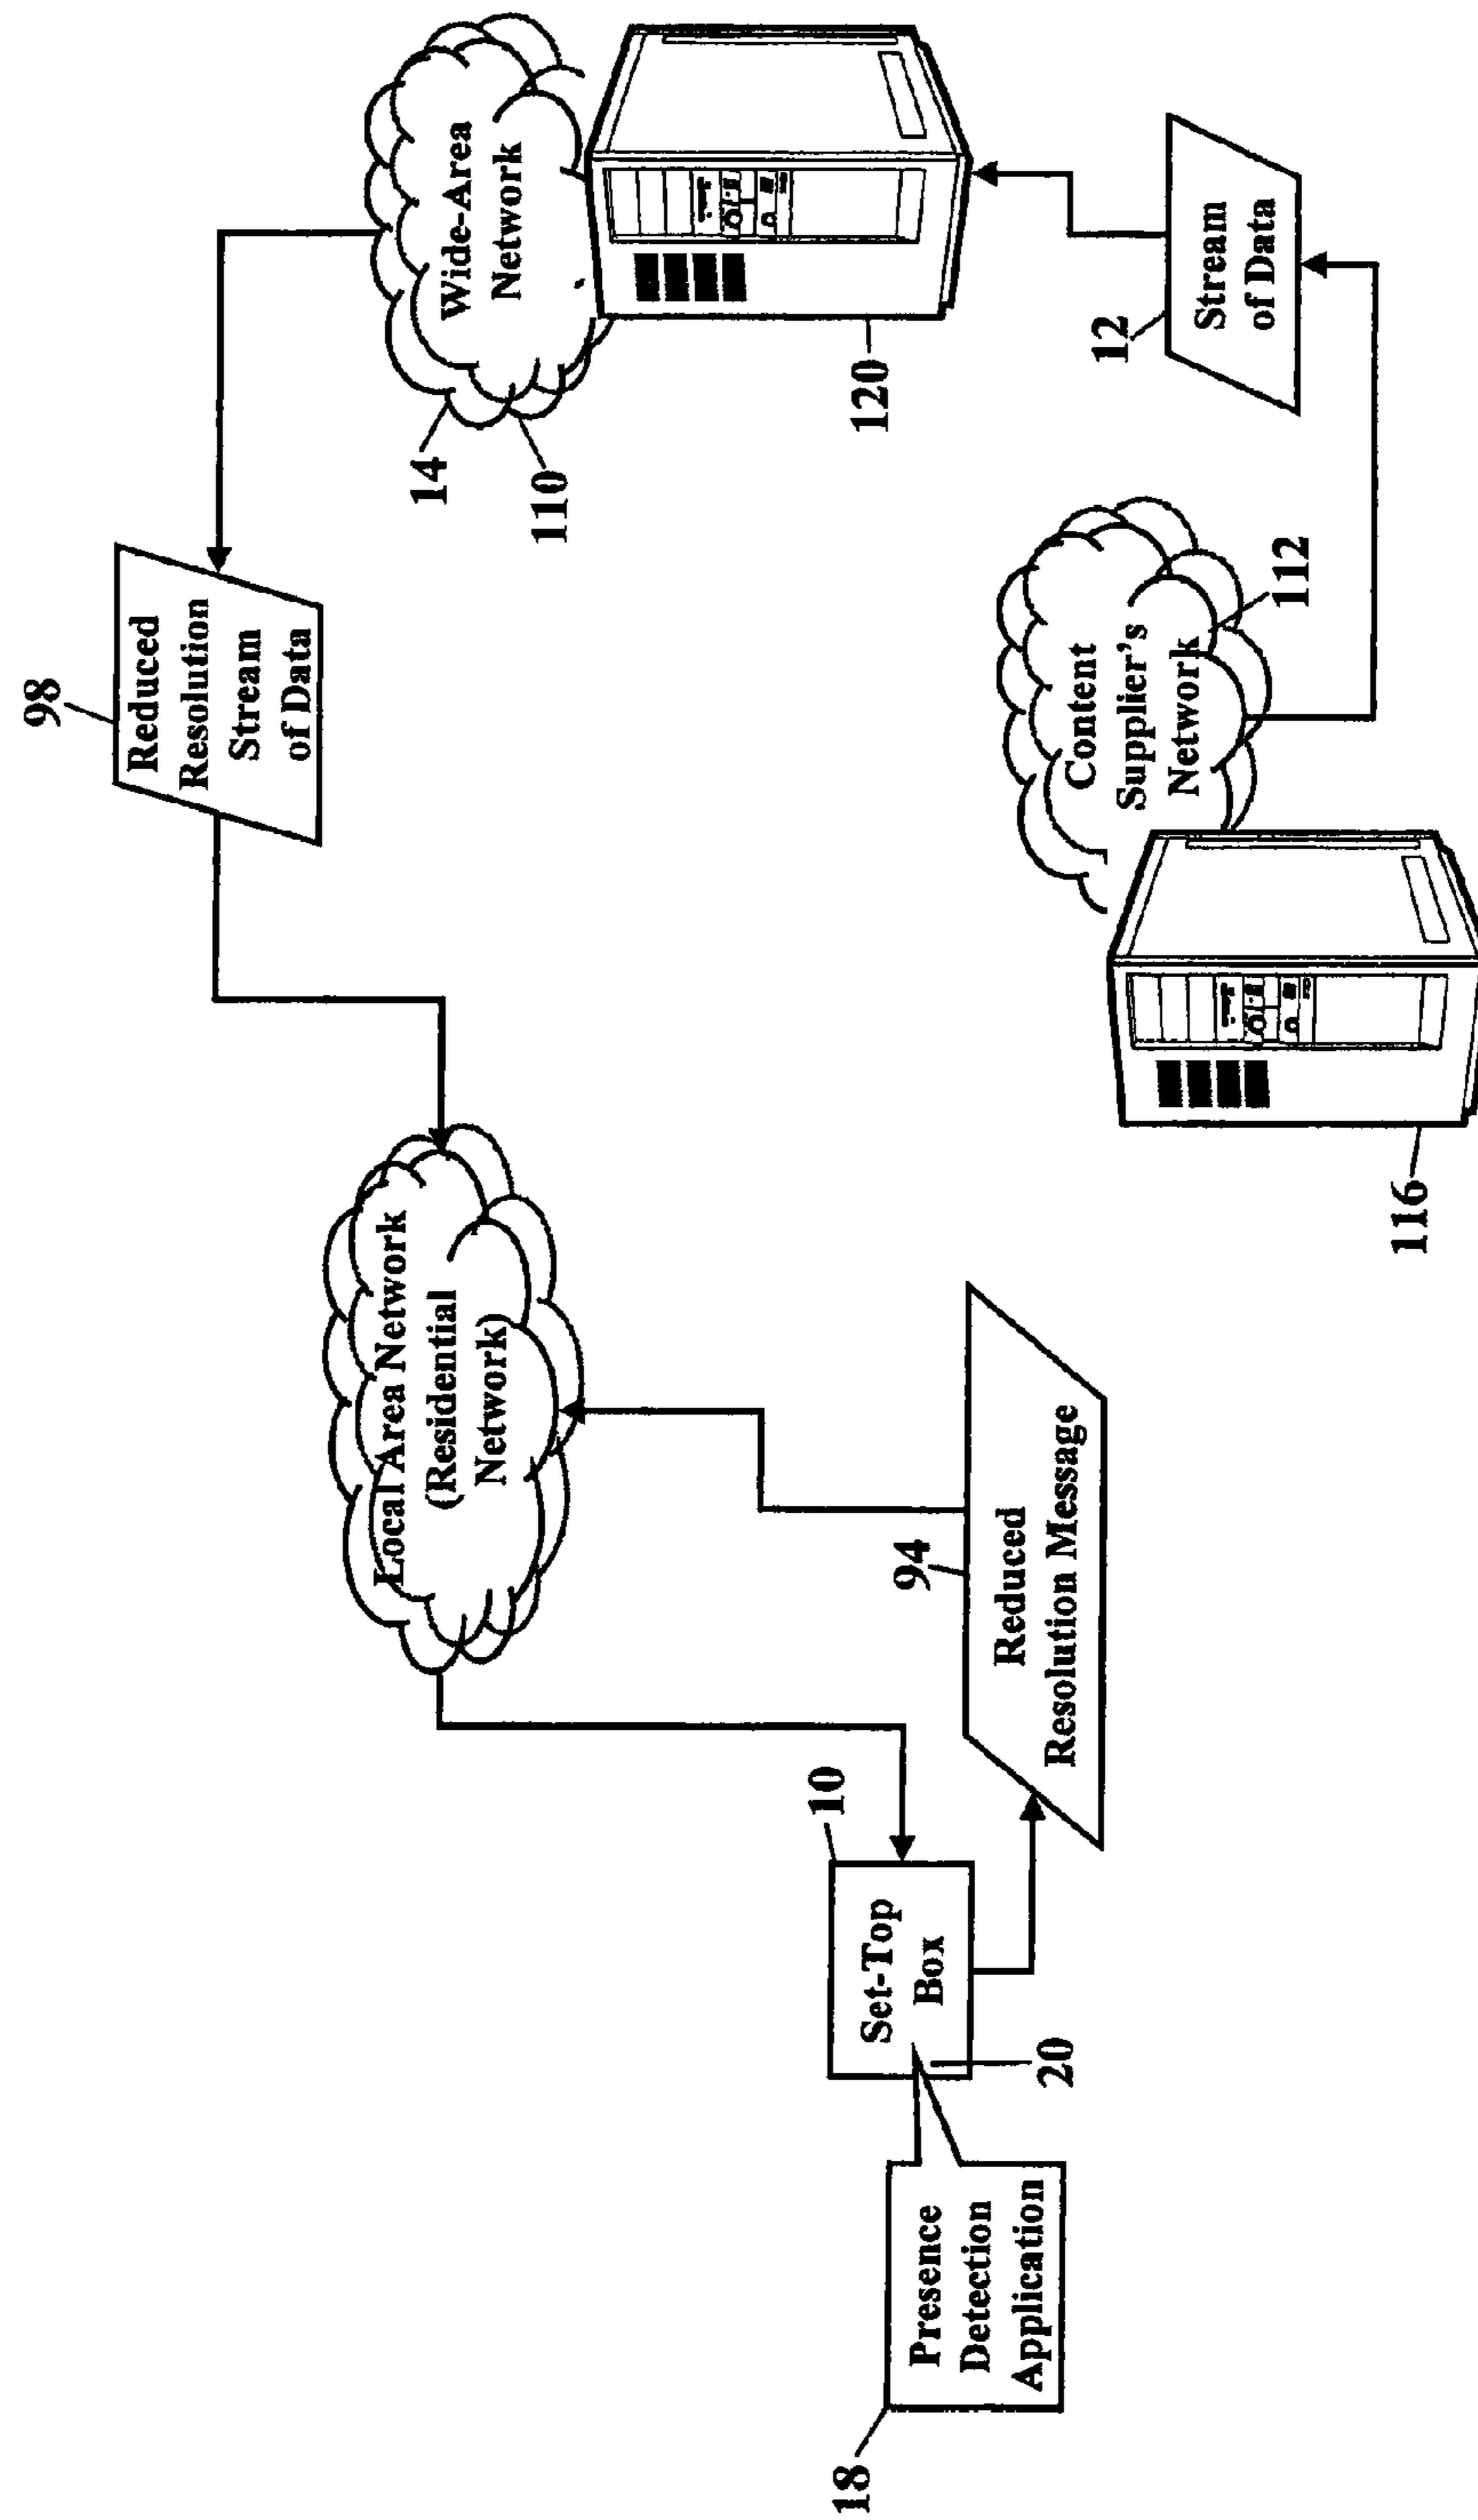 18
Presence
Detection
Application
20
Set-Top
Box
10
94
Reduced
Resolution Message
Local Area Network
(Residential
Network)
98
Reduced
Resolution
Stream
of Data
14
110
Wide-Area
Network
120
12
Stream
of Data
Content
Supplier's
Network
112
116